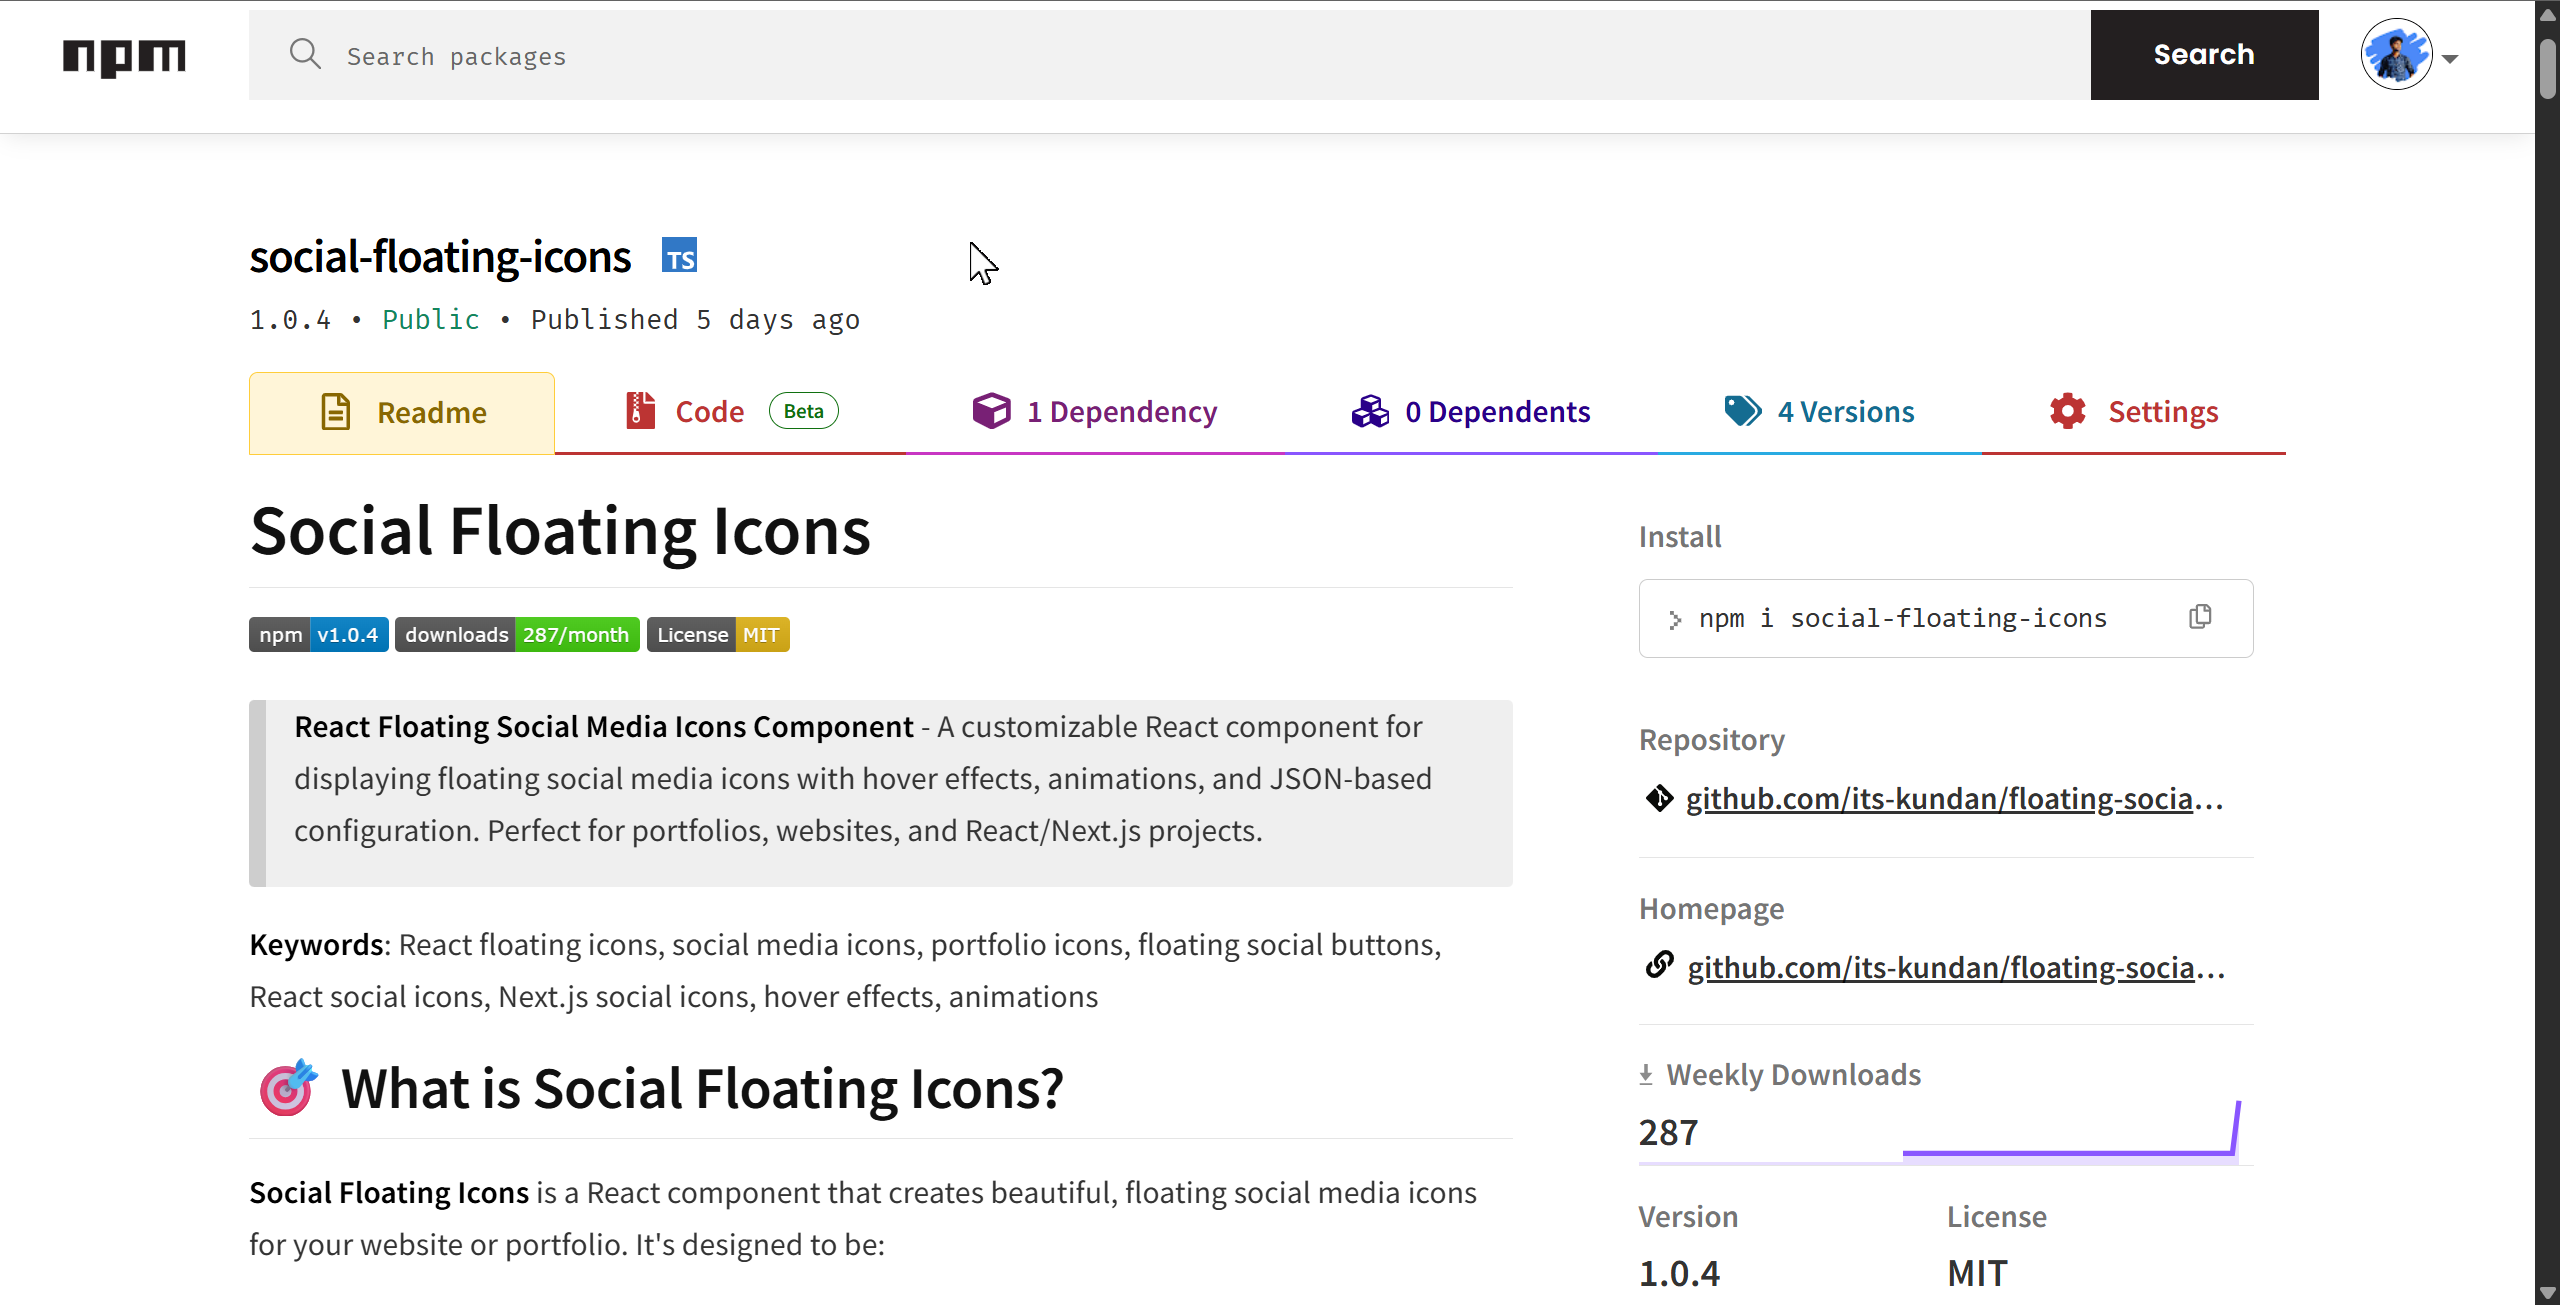 npm
Search packages
Search
social-floating-icons TS
1.0.4 • Public • Published 5 days ago
Readme
Code Beta
1 Dependency
0 Dependents
4 Versions
Settings
Social Floating Icons
npm v1.0.4 downloads 287/month License MIT
React Floating Social Media Icons Component - A customizable React component for
displaying floating social media icons with hover effects, animations, and JSON-based
configuration. Perfect for portfolios, websites, and React/Next.js projects.
Keywords: React floating icons, social media icons, portfolio icons, floating social buttons,
React social icons, Next.js social icons, hover effects, animations
What is Social Floating Icons?
Social Floating Icons is a React component that creates beautiful, floating social media icons
for your website or portfolio. It's designed to be:
Install
npm i social-floating-icons
Repository
github.com/its-kundan/floating-socia...
Homepage
github.com/its-kundan/floating-socia...
Weekly Downloads
287
Version
1.0.4
License
MIT